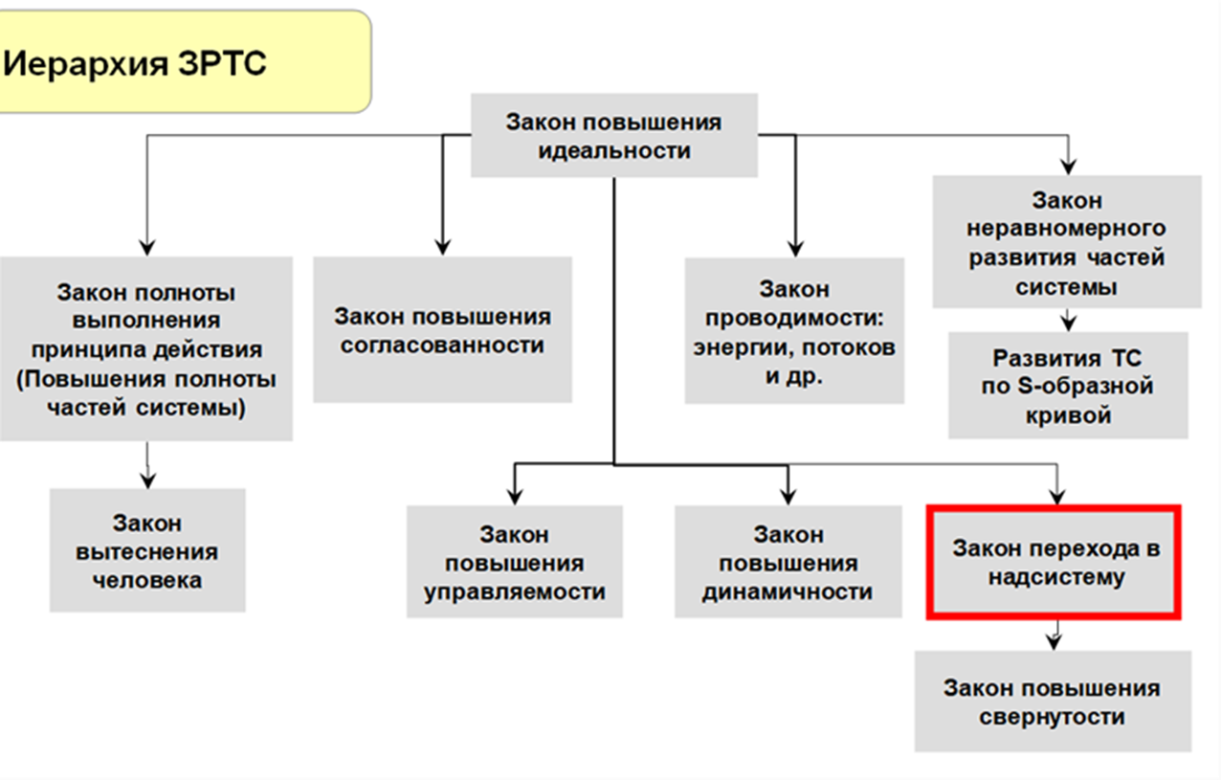 Иерархия ЗРТС
Закон повышения
идеальности
Закон полноты
выполнения
принципа действия
(Повышения полноты
частей системы)
Закон повышения
согласованности
Закон
проводимости:
энергии, потоков
и др.
Закон
неравномерного
развития частей
системы
Развития ТС
по S-образной
кривой
Закон
вытеснения
человека
Закон
повышения
управляемости
Закон
повышения
динамичности
Закон перехода в
надсистему
Закон повышения
свернутости